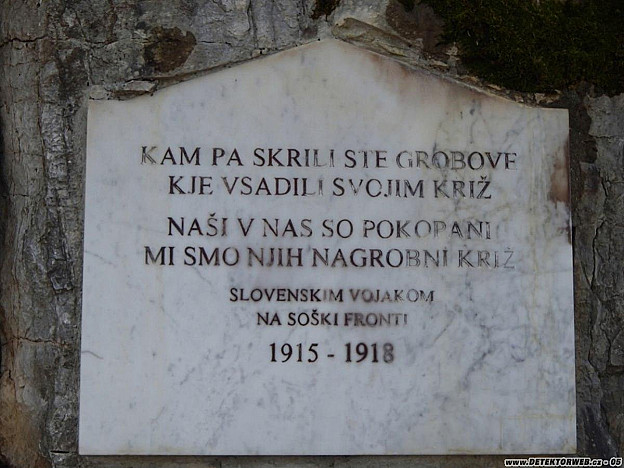 KAM PA SKRILI STE GROBOVE
KJE VSADILI SVOJIM KRIŽ
NAŠI V NAS SO POKOPANI
MI SMO NJIH NAGROBNI KRIŽ
SLOVENSKIM VOJAKOM
NA SOŠKI FRONTI
1915 - 1918
www.DETEKTORWEB.cz - 05